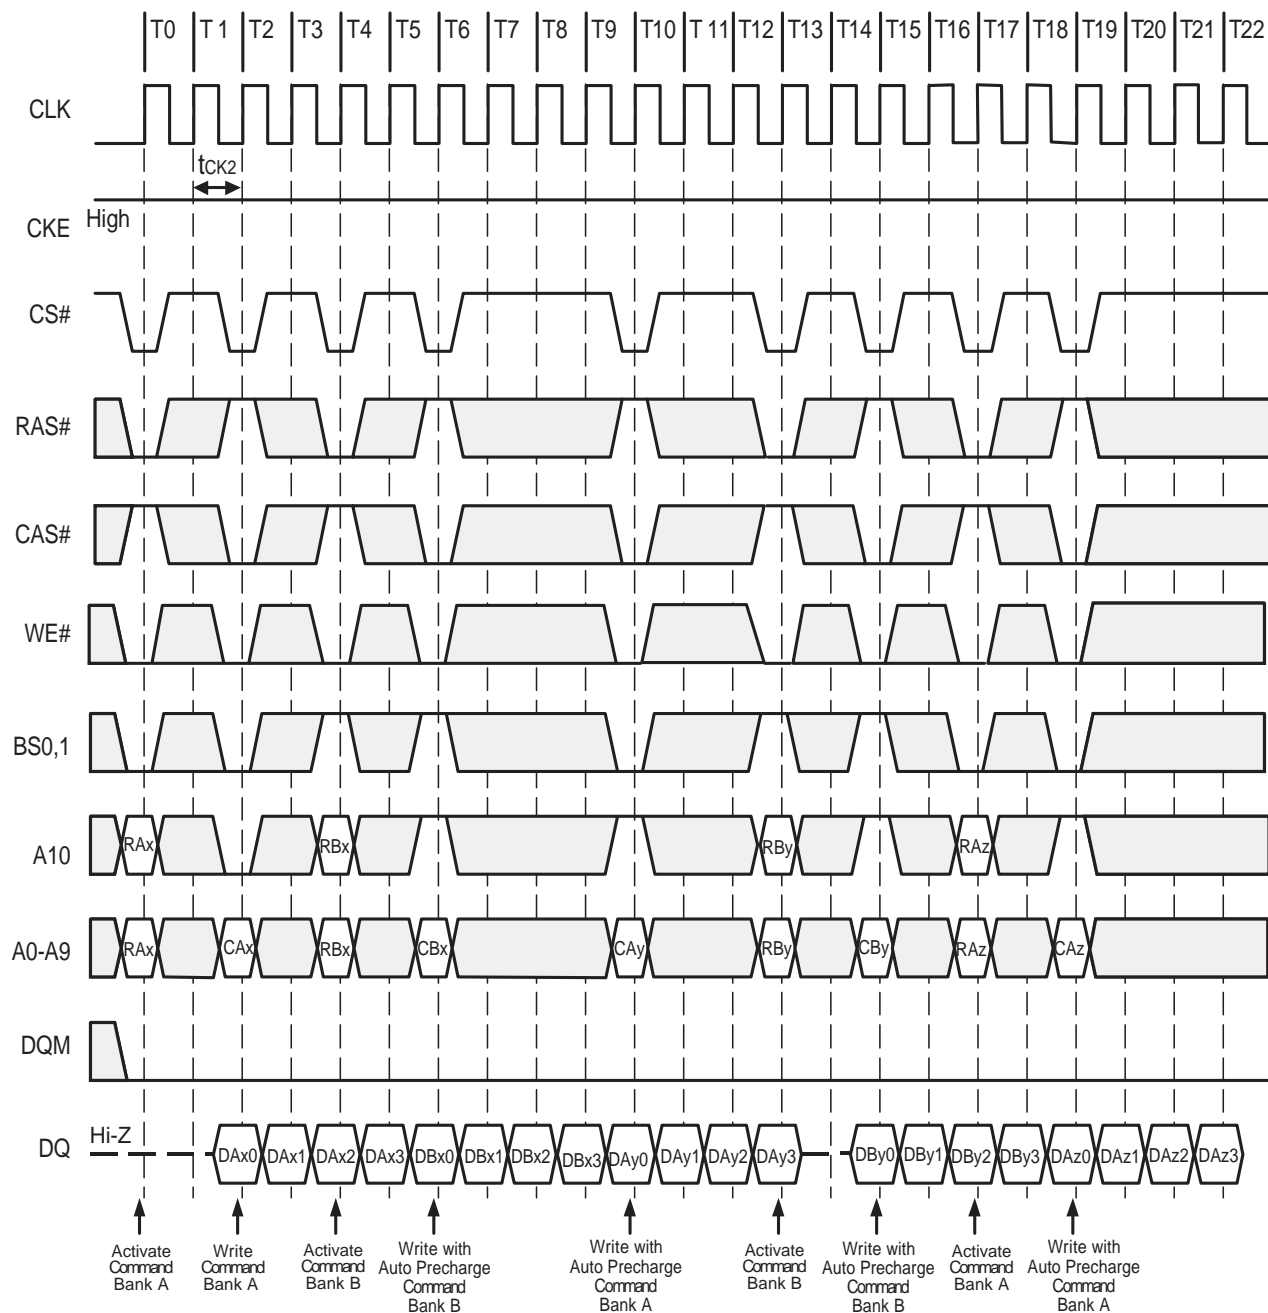 T0 T 1 T2 T3 T4 T5 T6 T7 T8 T9 T10 T 11 T12 T13 T14 T15 T16 T17 T18 T19 T20 T21 T22
CLK
tCK2
CKE High
CS#
RAS#
CAS#
WE#
BS0,1
A10 RAx RBx RBy RAz
A0-A9 RAx CAx RBx CBx CAy RBy CBy RAz CAz
DQM
DQ Hi-Z DAx0 DAx1 DAx2 DAx3 DBx0 DBx1 DBx2 DBx3 DAy0 DAy1 DAy2 DAy3 DBy0 DBy1 DBy2 DBy3 DAz0 DAz1 DAz2 DAz3
Activate
Command
Bank A
Write
Command
Bank A
Activate
Command
Bank B
Write with
Auto Precharge
Command
Bank B
Write with
Auto Precharge
Command
Bank A
Activate
Command
Bank B
Write with
Auto Precharge
Command
Bank B
Activate
Command
Bank A
Write with
Auto Precharge
Command
Bank A